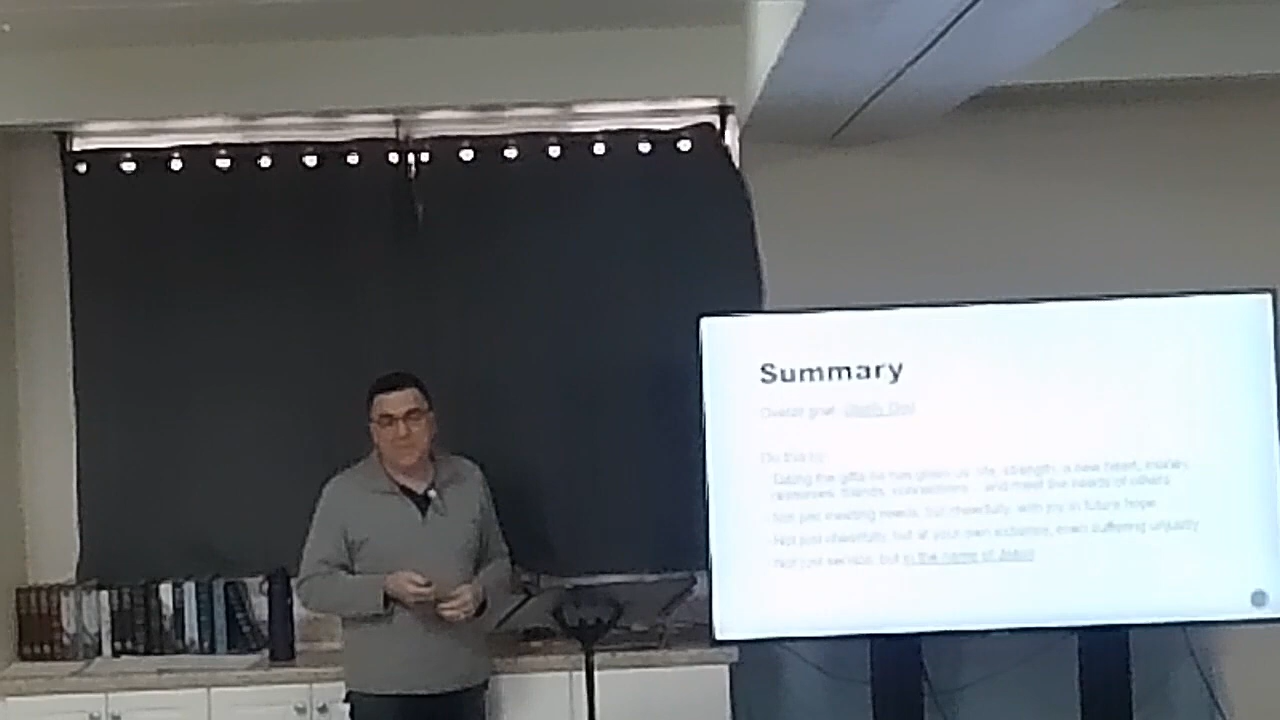 Summary
Overall goal: Glorify God
Do this by:
Taking the gifts he has given us: life, strength, a new heart, money,
resources, friends, connections and meet the needs of others
Not just meeting needs, but cheerfully, with joy in future hope
Not just cheerfully, but at your own expense, even suffering unjustly
Not just service, but in the name of Jesus